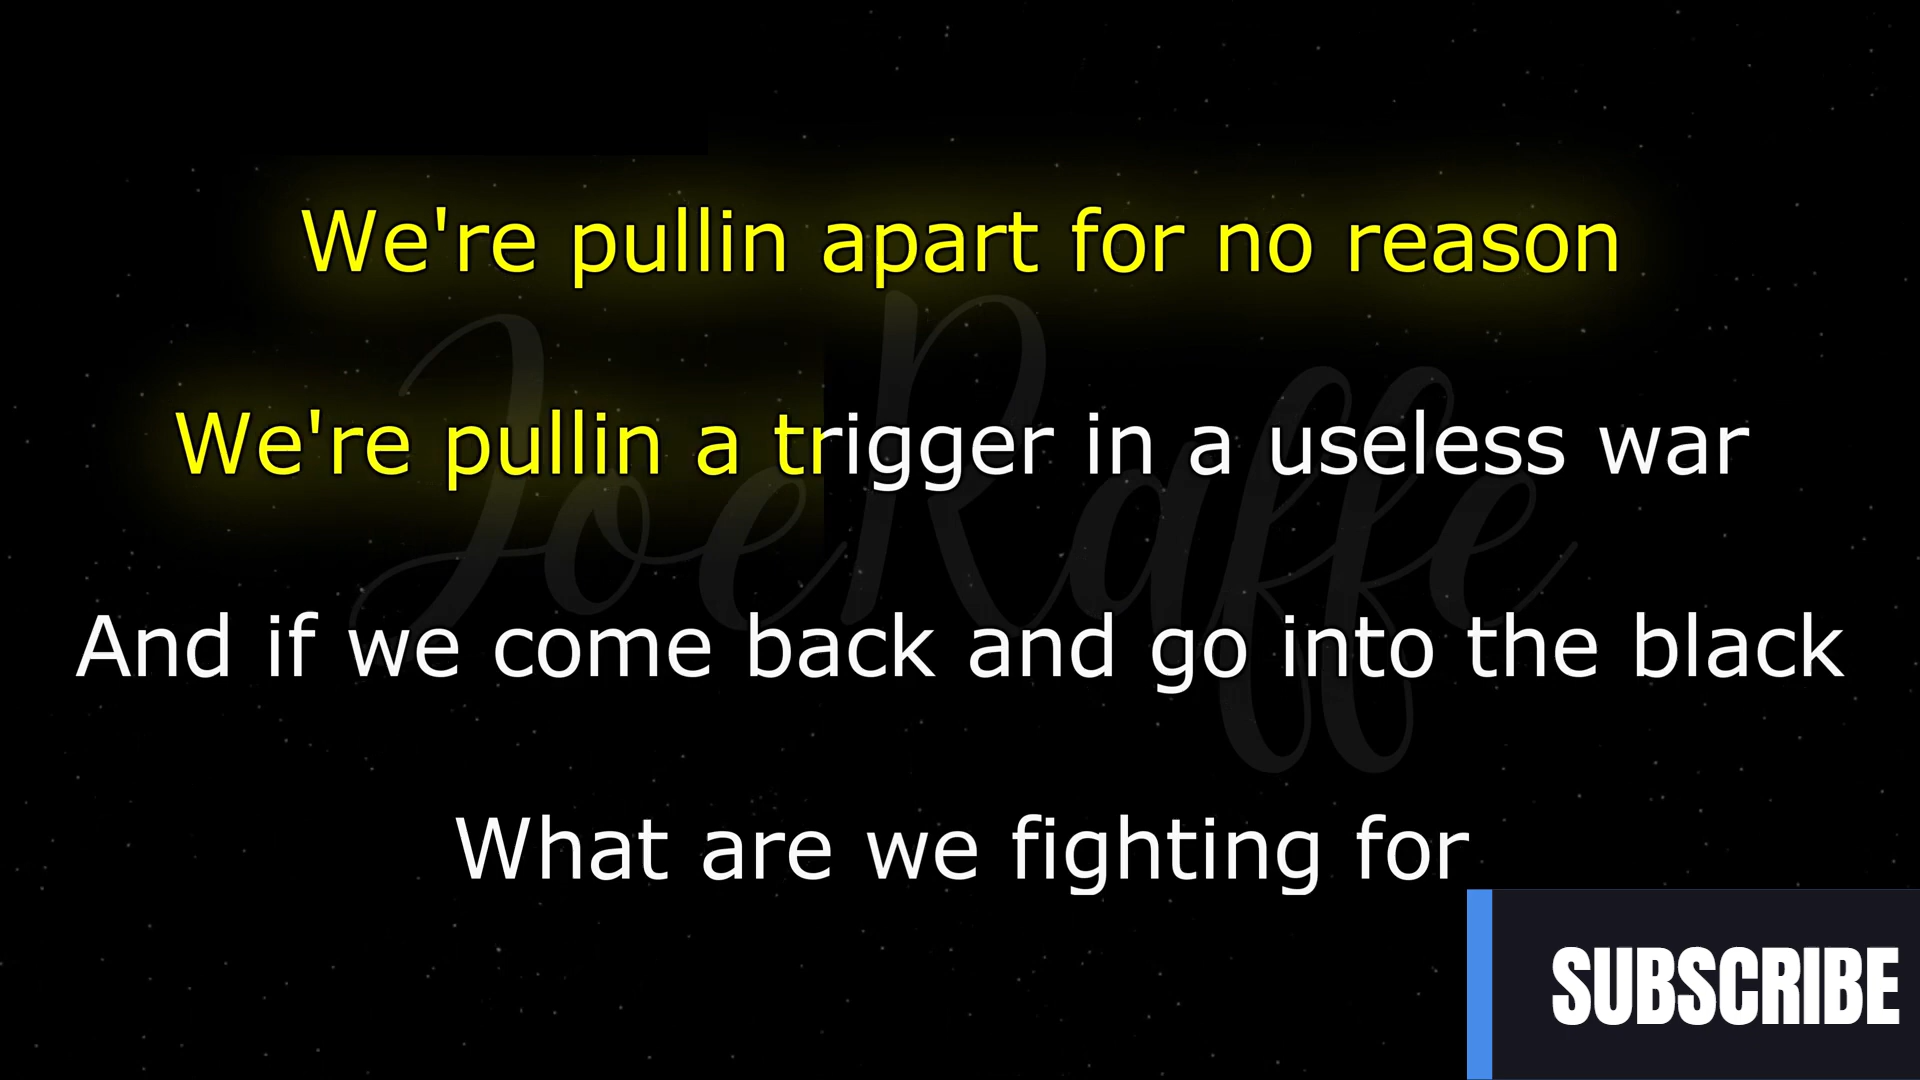 We're pullin apart for no reason
We're pullin a trigger in a useless war
And if we come back and go into the black
What are we fighting for
JoeRaffe
SUBSCRIBE